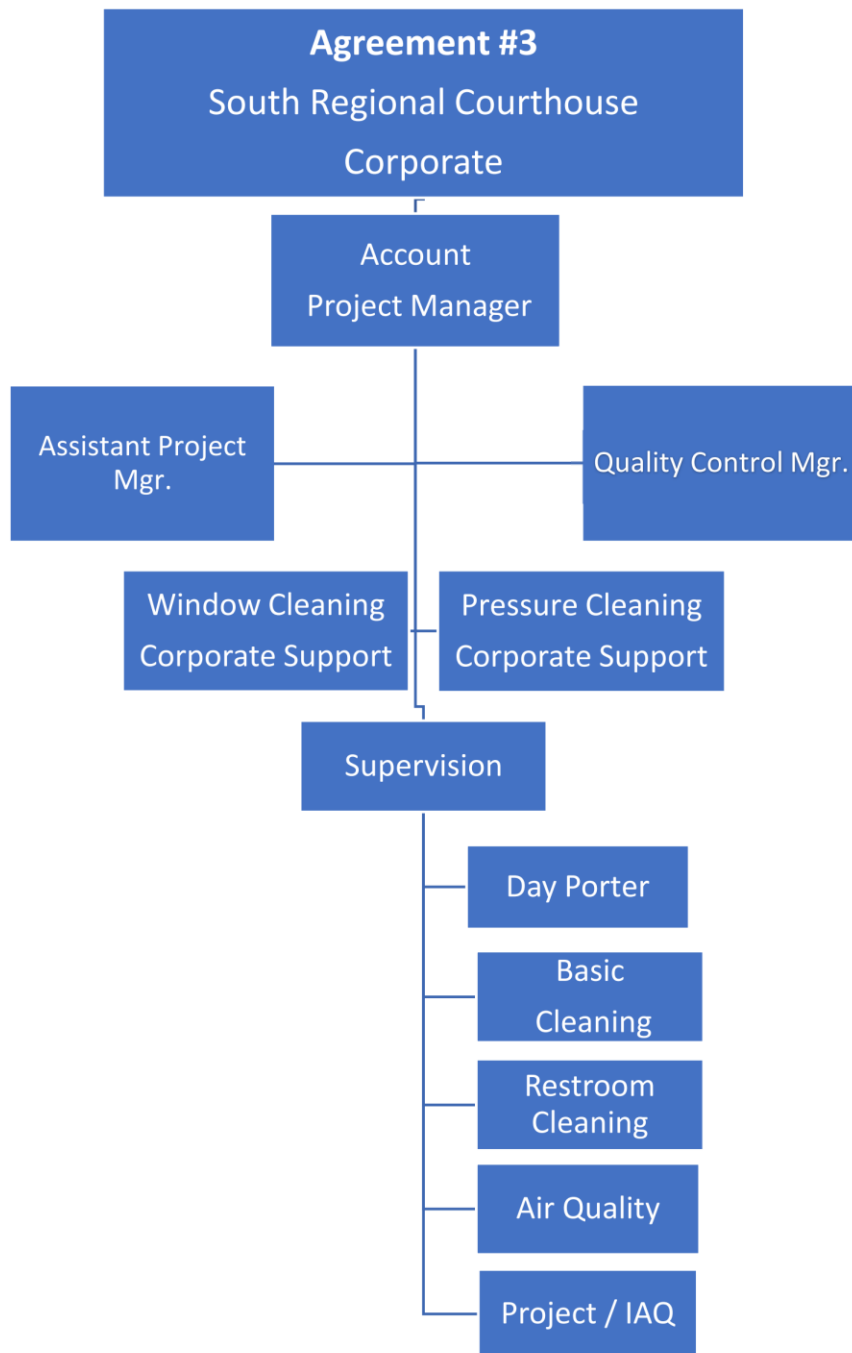 Agreement #3
South Regional Courthouse
Corporate
Account
Project Manager
Assistant Project
Mgr.
Quality Control Mgr.
Window Cleaning
Corporate Support
Pressure Cleaning
Corporate Support
Supervision
Day Porter
Basic
Cleaning
Restroom
Cleaning
Air Quality
Project / IAQ